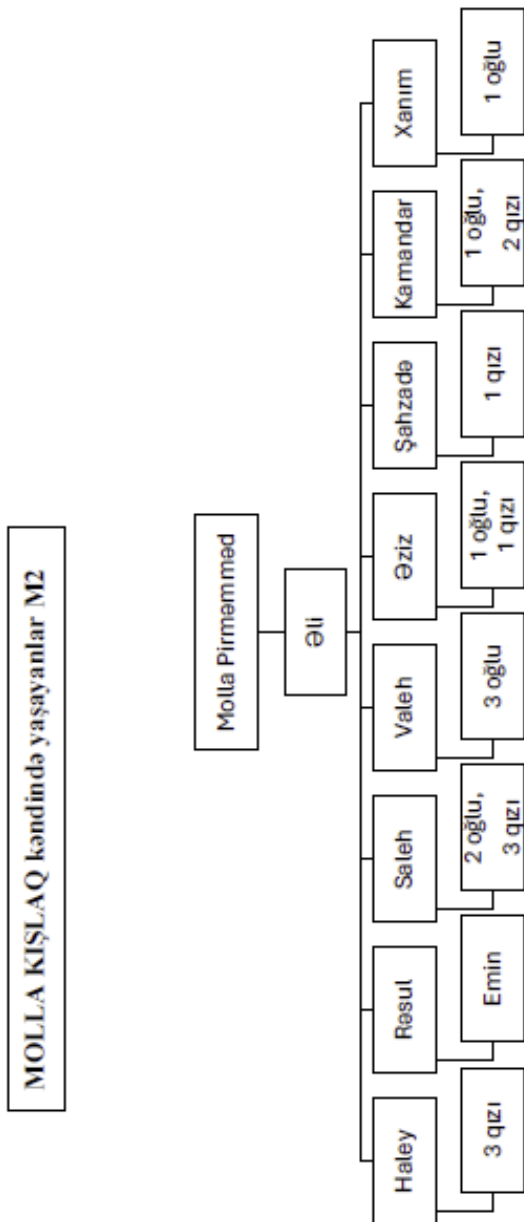 MOLLA KIŞLAQ kəndində yaşayanlar M2
Molla Pirməmməd
Əli
Haley
Rəsul
Saleh
Valeh
Əziz
Şahzadə
Kamandar
Xanım
3 qızı
Emin
2 oğlu,
3 qızı
3 oğlu
1 oğlu,
1 qızı
1 qızı
1 oğlu,
2 qızı
1 oğlu